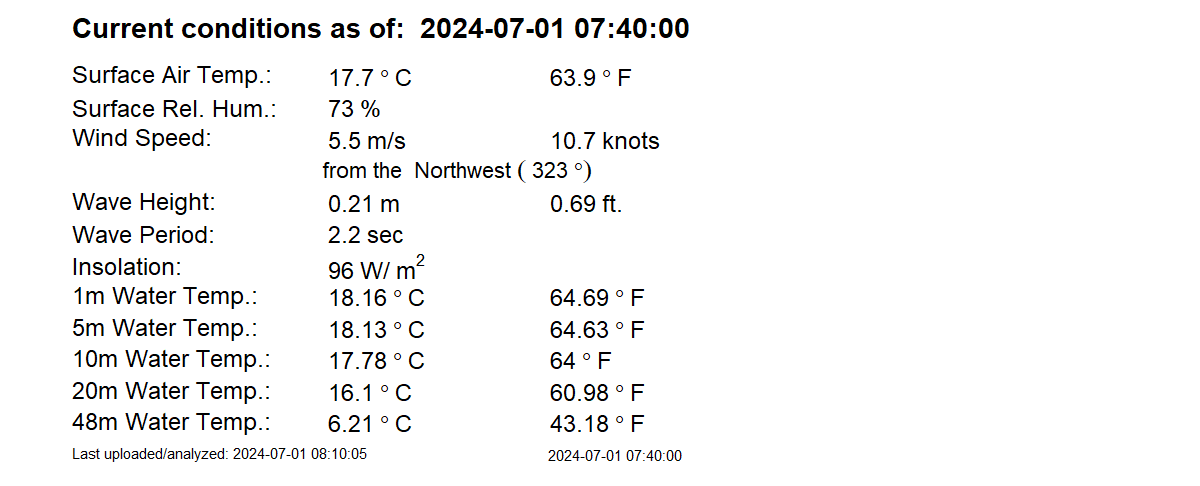 Current conditions as of: 2024-07-01 07:40:00
Surface Air Temp.: 17.7 ° C 63.9 ° F
Surface Rel. Hum.: 73 %
Wind Speed: 5.5 m/s 10.7 knots
from the Northwest ( 323 °)
Wave Height: 0.21 m 0.69 ft.
Wave Period: 2.2 sec
Insolation: 96 W/ m²
1m Water Temp.: 18.16 ° C 64.69 ° F
5m Water Temp.: 18.13 ° C 64.63 ° F
10m Water Temp.: 17.78 ° C 64 ° F
20m Water Temp.: 16.1 ° C 60.98 ° F
48m Water Temp.: 6.21 ° C 43.18 ° F
Last uploaded/analyzed: 2024-07-01 08:10:05 2024-07-01 07:40:00